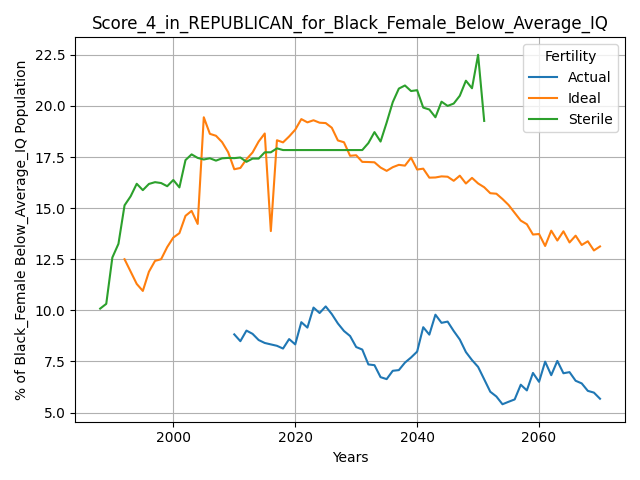 Score_4_in_REPUBLICAN_for_Black_Female_Below_Average_IQ
% of Black_Female Below_Average_IQ Population
22.5
20.0
17.5
15.0
12.5
10.0
7.5
5.0
Fertility
Actual
Ideal
Sterile
2000
2020
2040
2060
Years